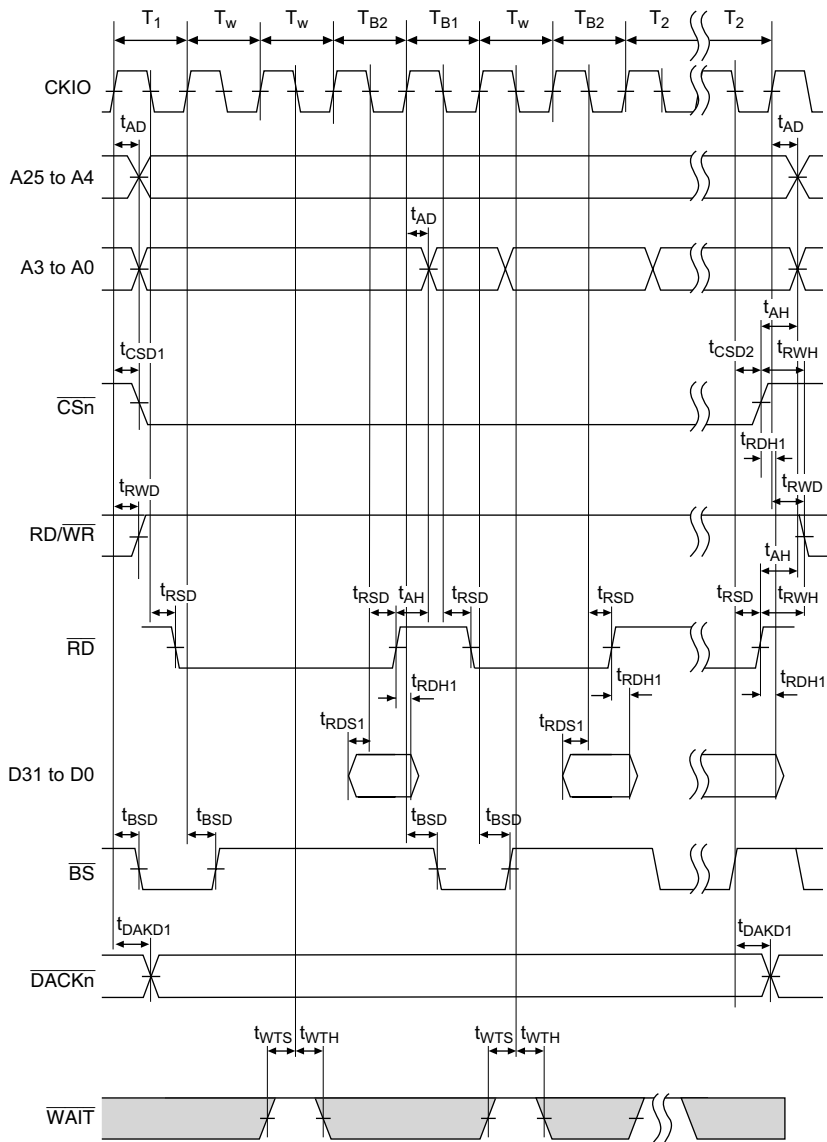 T1 Tw Tw TB2 TB1 Tw TB2 T2 T2
CKIO
tAD tAD
A25 to A4
tAD
A3 to A0
tAH
tCSD1 tCSD2 tRWH
CSn
tRDH1
tRWD tRWD
RD/WR
tAH
tRSD tRSD tAH tRSD tRSD tRSD tRWH
RD
tRDH1 tRDH1 tRDH1
tRDS1 tRDS1
D31 to D0
tBSD tBSD tBSD tBSD
BS
tDAKD1 tDAKD1
DACKn
tWTS tWTH tWTS tWTH
WAIT